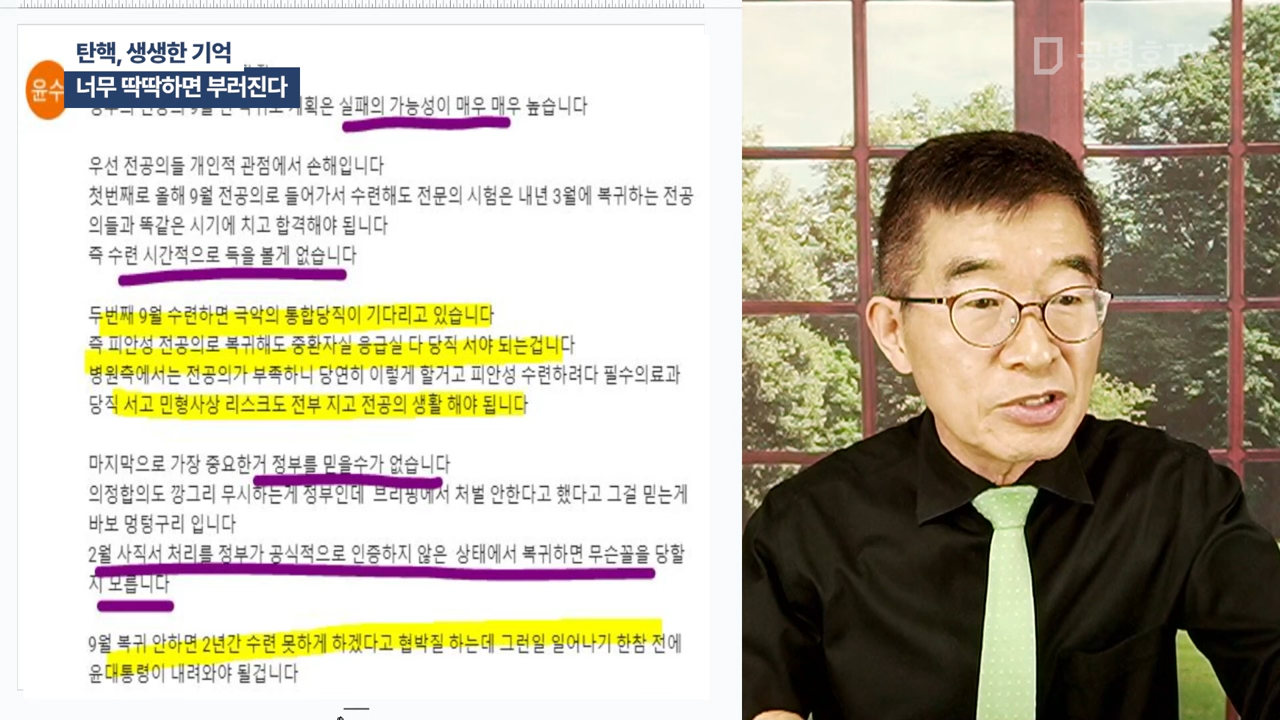 탄핵, 생생한 기억
너무 딱딱하면 부러진다
윤수
계획은 실패의 가능성이 매우 매우 높습니다
우선 전공의들 개인적 관점에서 손해입니다
첫번째로 올해 9월 전공의로 들어가서 수련해도 전문의 시험은 내년 3월에 복귀하는 전공
의들과 똑같은 시기에 치고 합격해야 됩니다
즉 수련 시간적으로 득을 볼게 없습니다
두번째 9월 수련하면 극악의 통합당직이 기다리고 있습니다
즉 피안성 전공의로 복귀해도 중환자실 응급실 다 당직 서야 되는겁니다
병원측에서는 전공의가 부족하니 당연히 이렇게 할거고 피안성 수련하려다 필수의료과
당직 서고 민형사상 리스크도 전부 지고 전공의 생활 해야 됩니다
마지막으로 가장 중요한거 정부를 믿을수가 없습니다
의정합의도 깡그리 무시하는게 정부인데 브리핑에서 처벌 안한다고 했다고 그걸 믿는게
바보 멍텅구리 입니다
2월 사직서 처리를 정부가 공식적으로 인증하지 않은 상태에서 복귀하면 무슨꼴을 당할
지 모릅니다
9월 복귀 안하면 2년간 수련 못하게 하겠다고 협박질 하는데 그런일 일어나기 한참 전에
윤대통령이 내려와야 될겁니다
공병호TV